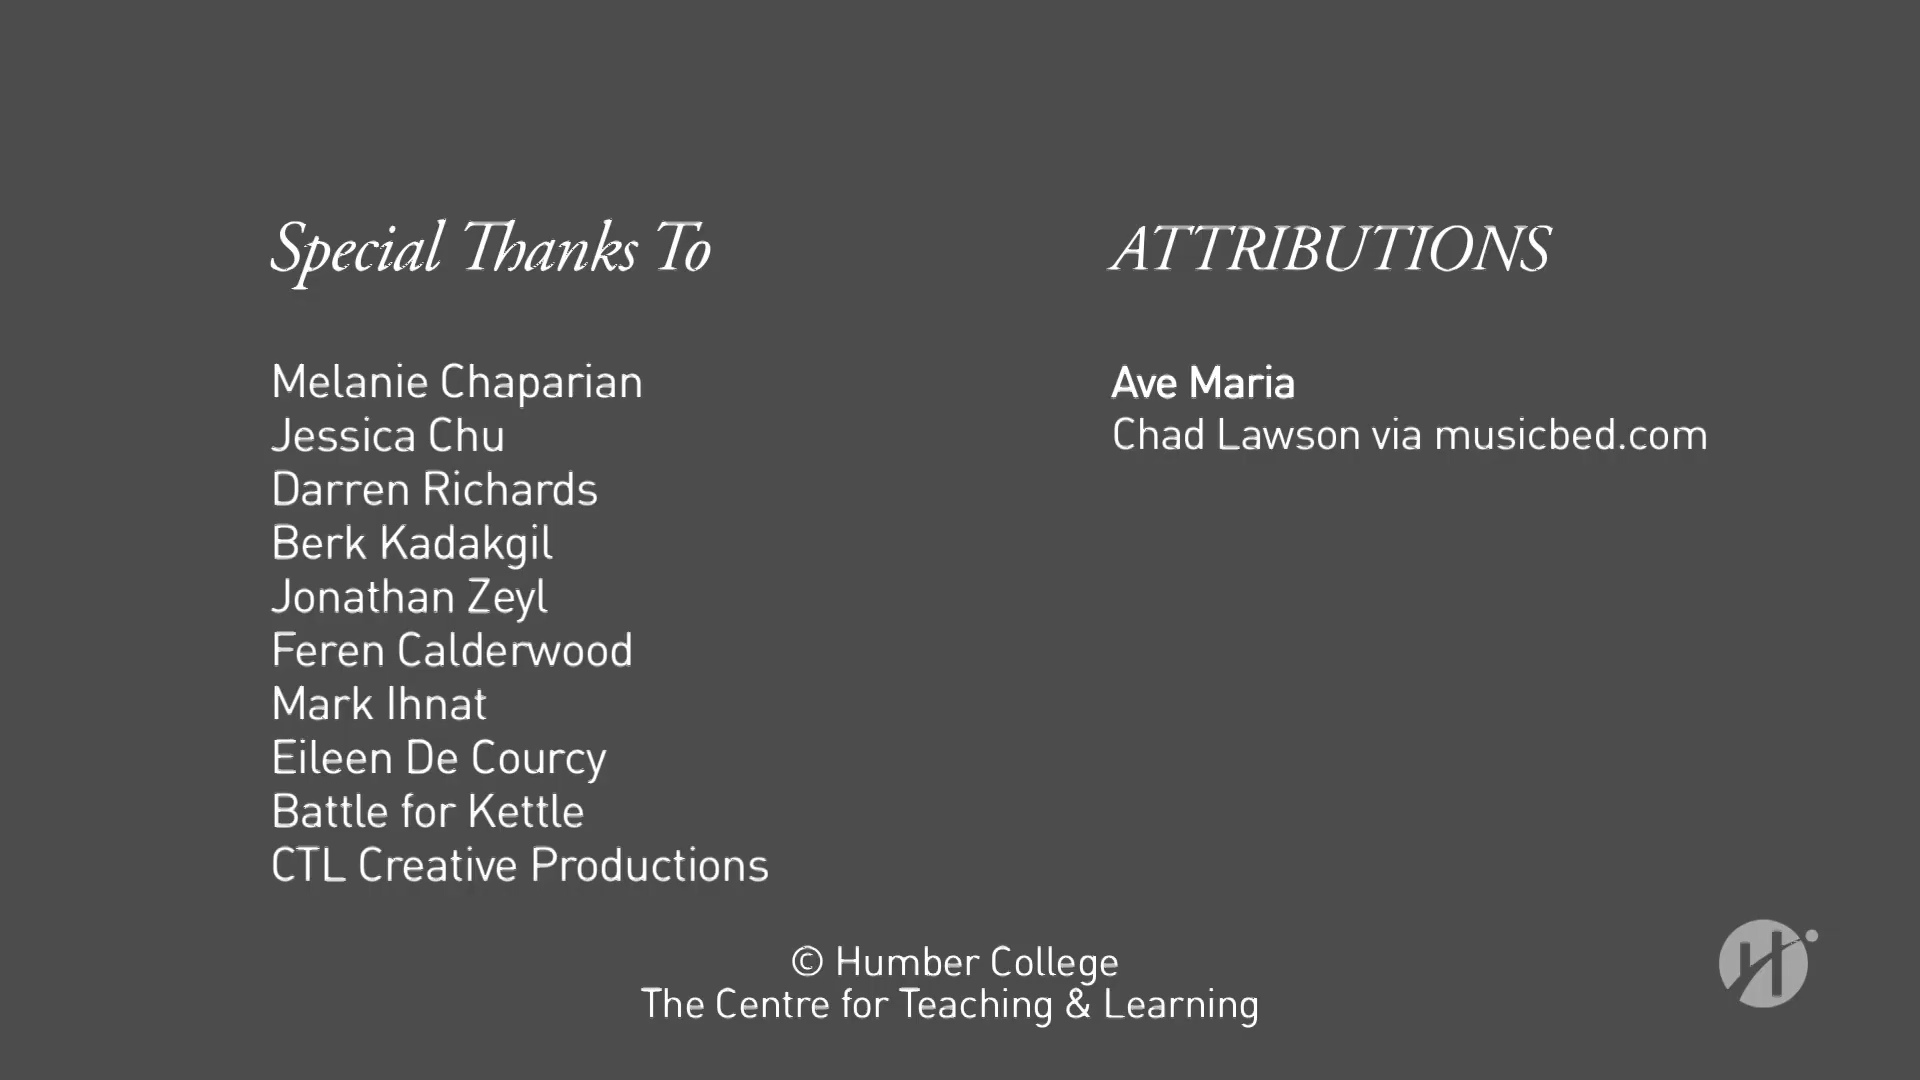 Special Thanks To
Melanie Chaparian
Jessica Chu
Darren Richards
Berk Kadakgil
Jonathan Zeyl
Feren Calderwood
Mark Ihnat
Eileen De Courcy
Battle for Kettle
CTL Creative Productions
ATTRIBUTIONS
Ave Maria
Chad Lawson via musicbed.com
© Humber College
The Centre for Teaching & Learning